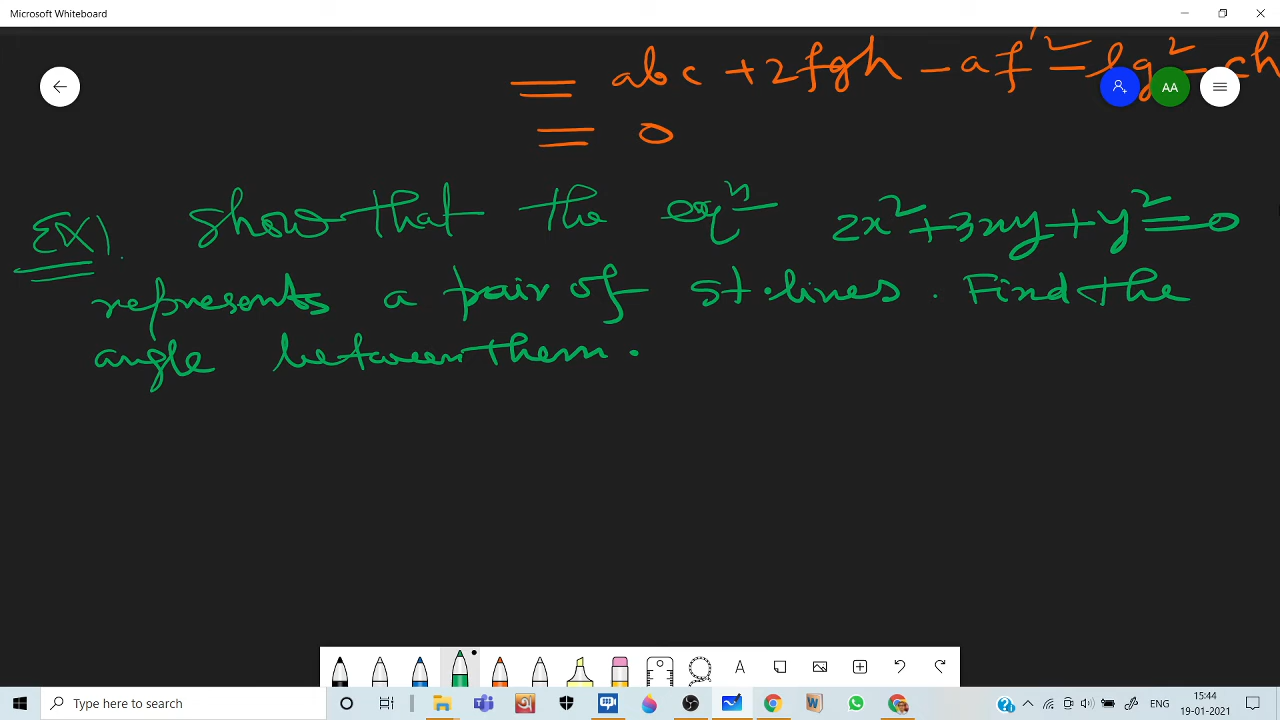 Microsoft Whiteboard
= abc + 2fgh - af² - bg² - ch
= 0
AA
EX). Show that the eqⁿ 2x² + 3xy + y² = 0
represents a pair of st. lines. Find the
angle between them.
A
Type here to search
ENG
15:44
19-01-2021